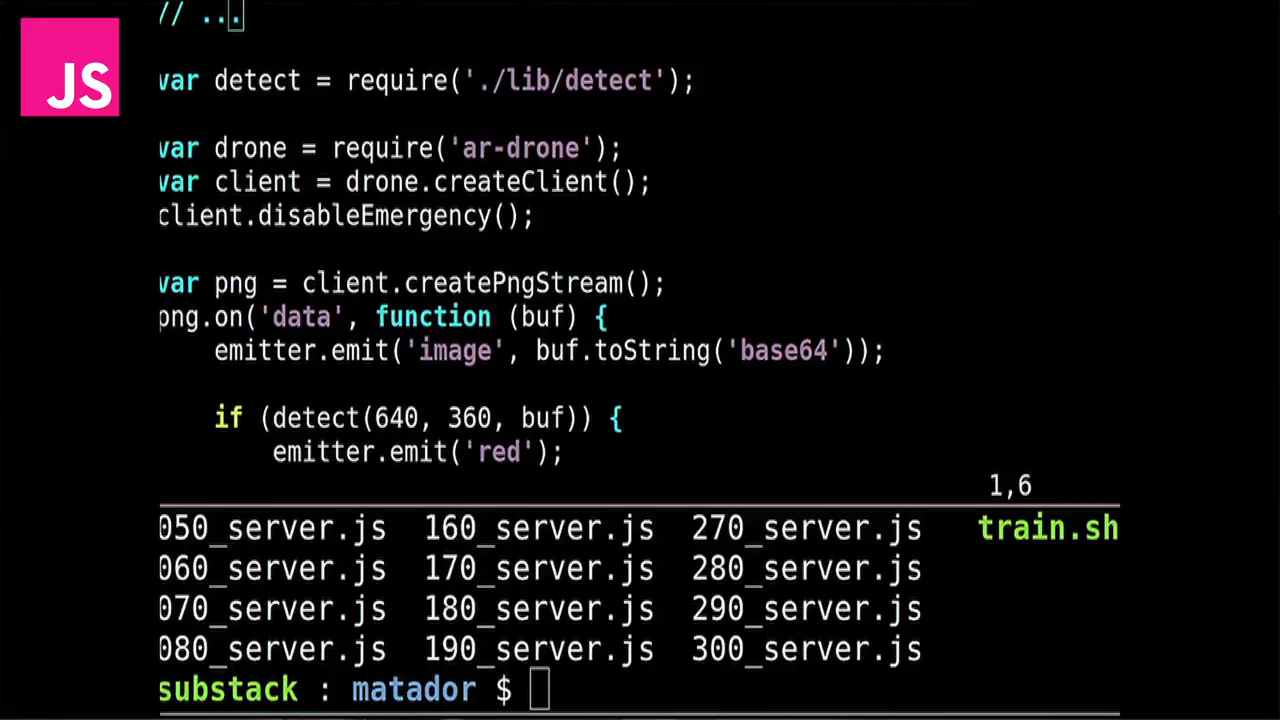 JS
// ...
var detect = require('./lib/detect');
var drone = require('ar-drone');
var client = drone.createClient();
client.disableEmergency();
var png = client.createPngStream();
png.on('data', function (buf) {
emitter.emit('image', buf.toString('base64'));
if (detect(640, 360, buf)) {
emitter.emit('red');
1,6
050_server.js 160_server.js 270_server.js train.sh
060_server.js 170_server.js 280_server.js
070_server.js 180_server.js 290_server.js
080_server.js 190_server.js 300_server.js
substack : matador $